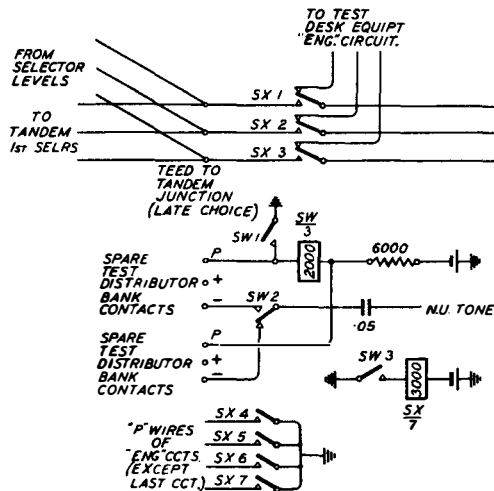 TO TEST
DESK EQUIPT
"ENG." CIRCUIT.
FROM
SELECTOR
LEVELS
SX 1
TO
TANDEM
1ST SELRS
SX 2
SX 3
TEED TO
TANDEM
JUNCTION
(LATE CHOICE)
SW
3
SW 1
2000
6000
SPARE
TEST
DISTRIBUTOR
BANK
CONTACTS
P
+
−
SW2
.05
N.U. TONE
SPARE
TEST
DISTRIBUTOR
BANK
CONTACTS
P
+
−
SW 3
3000
SX
7
"P" WIRES
OF
"ENG" CCTS.
(EXCEPT
LAST CCT.)
SX 4
SX 5
SX 6
SX 7